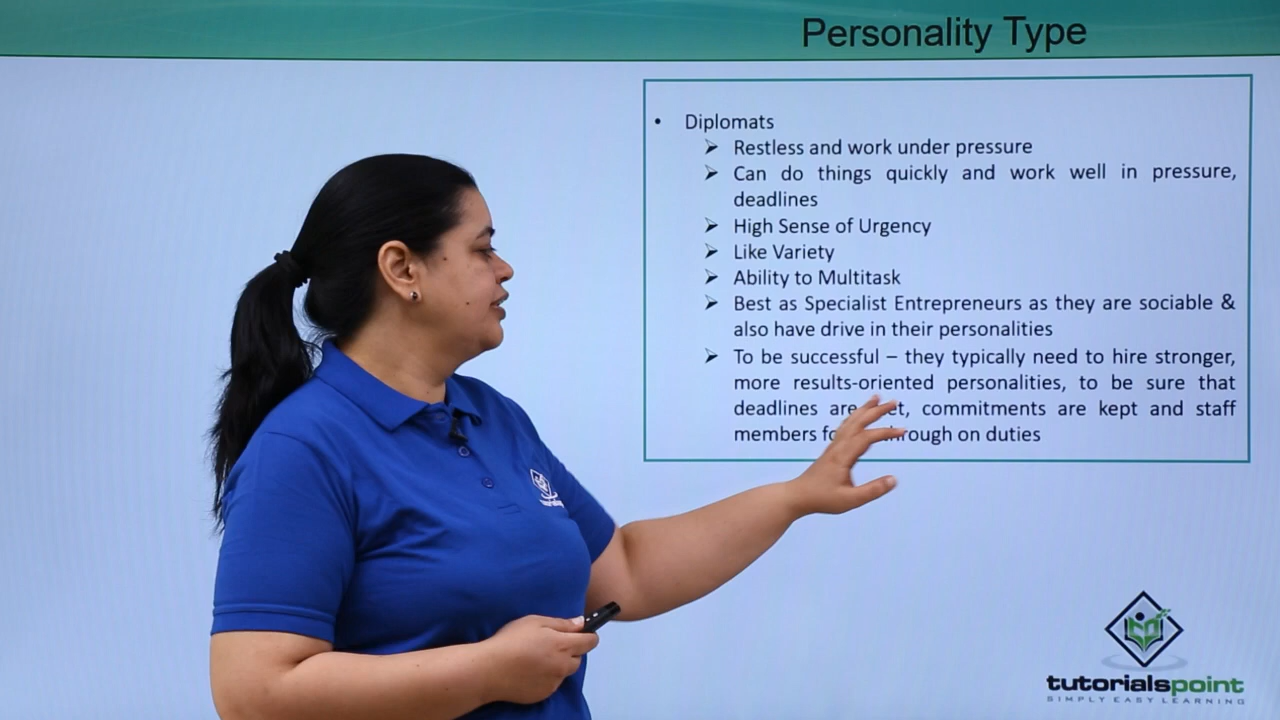 Personality Type
• Diplomats
➢ Restless and work under pressure
➢ Can do things quickly and work well in pressure,
deadlines
➢ High Sense of Urgency
➢ Like Variety
➢ Ability to Multitask
➢ Best as Specialist Entrepreneurs as they are sociable &
also have drive in their personalities
➢ To be successful – they typically need to hire stronger,
more results-oriented personalities, to be sure that
deadlines are commitments are kept and staff
members on duties
tutorialspoint
SIMPLY EASY LEARNING